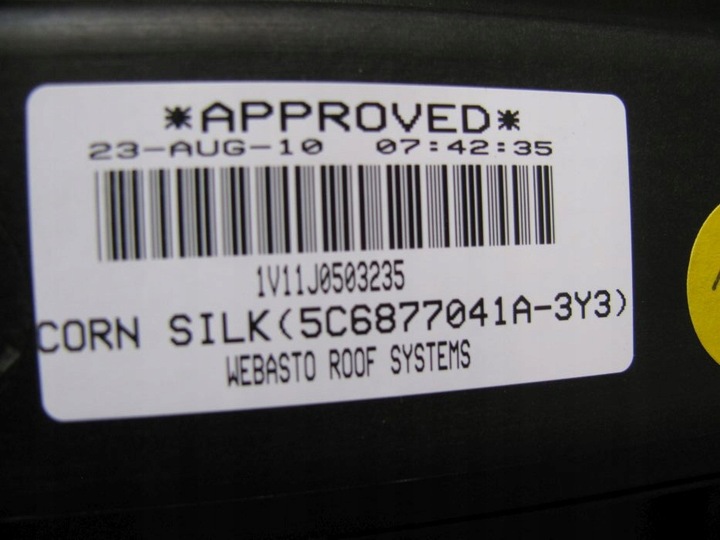 *APPROVED*
23-AUG-10 07:42:35
1V11J0503235
CORN SILK(5C6877041A-3Y3)
WEBASTO ROOF SYSTEMS